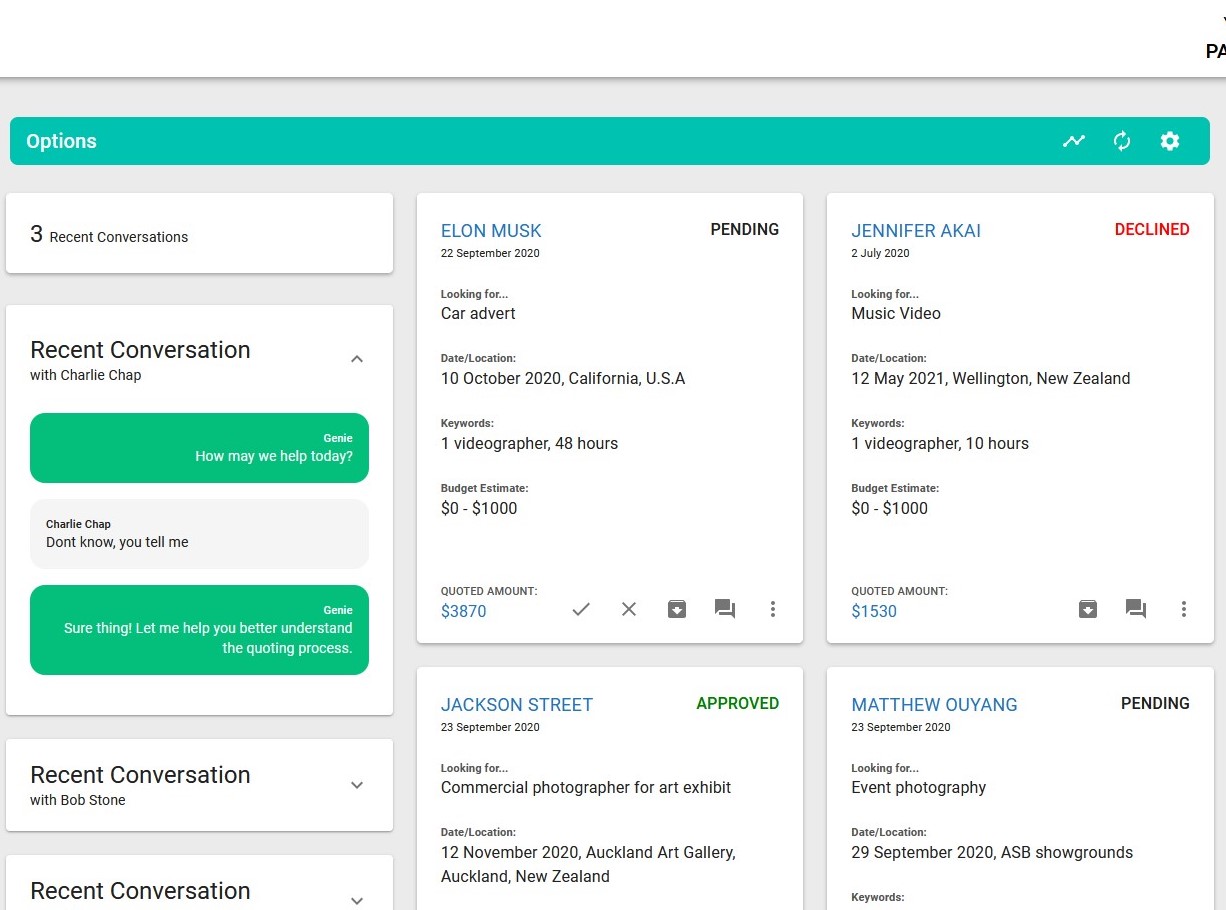 PA
Options
3 Recent Conversations
Recent Conversation
with Charlie Chap
Genie
How may we help today?
Charlie Chap
Dont know, you tell me
Genie
Sure thing! Let me help you better understand
the quoting process.
Recent Conversation
with Bob Stone
Recent Conversation
ELON MUSK
PENDING
22 September 2020
Looking for...
Car advert
Date/Location:
10 October 2020, California, U.S.A
Keywords:
1 videographer, 48 hours
Budget Estimate:
$0 - $1000
QUOTED AMOUNT:
$3870
JENNIFER AKAI
DECLINED
2 July 2020
Looking for...
Music Video
Date/Location:
12 May 2021, Wellington, New Zealand
Keywords:
1 videographer, 10 hours
Budget Estimate:
$0 - $1000
QUOTED AMOUNT:
$1530
JACKSON STREET
APPROVED
23 September 2020
Looking for...
Commercial photographer for art exhibit
Date/Location:
12 November 2020, Auckland Art Gallery,
Auckland, New Zealand
MATTHEW OUYANG
PENDING
23 September 2020
Looking for...
Event photography
Date/Location:
29 September 2020, ASB showgrounds
Keywords: